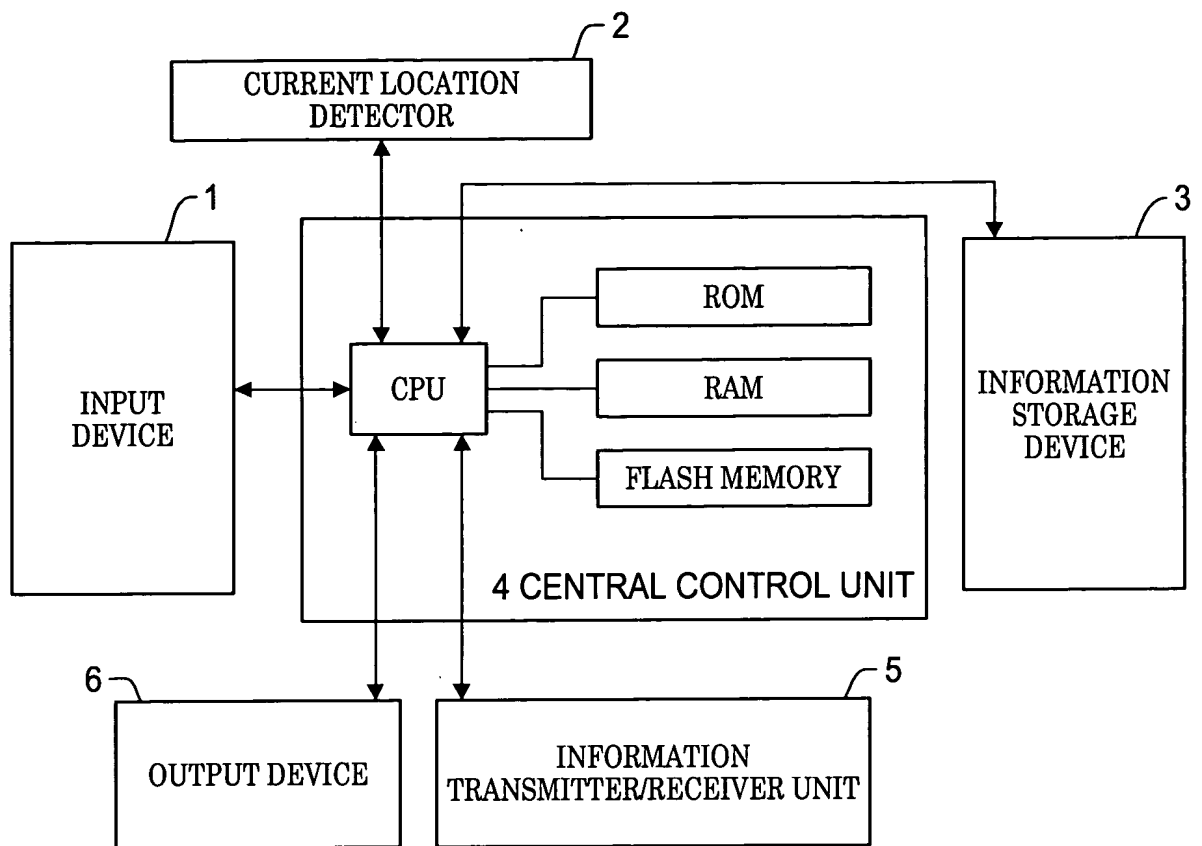 2
CURRENT LOCATION
DETECTOR
1
3
INPUT
DEVICE
CPU
ROM
RAM
FLASH MEMORY
INFORMATION
STORAGE
DEVICE
4 CENTRAL CONTROL UNIT
6
5
OUTPUT DEVICE
INFORMATION
TRANSMITTER/RECEIVER UNIT